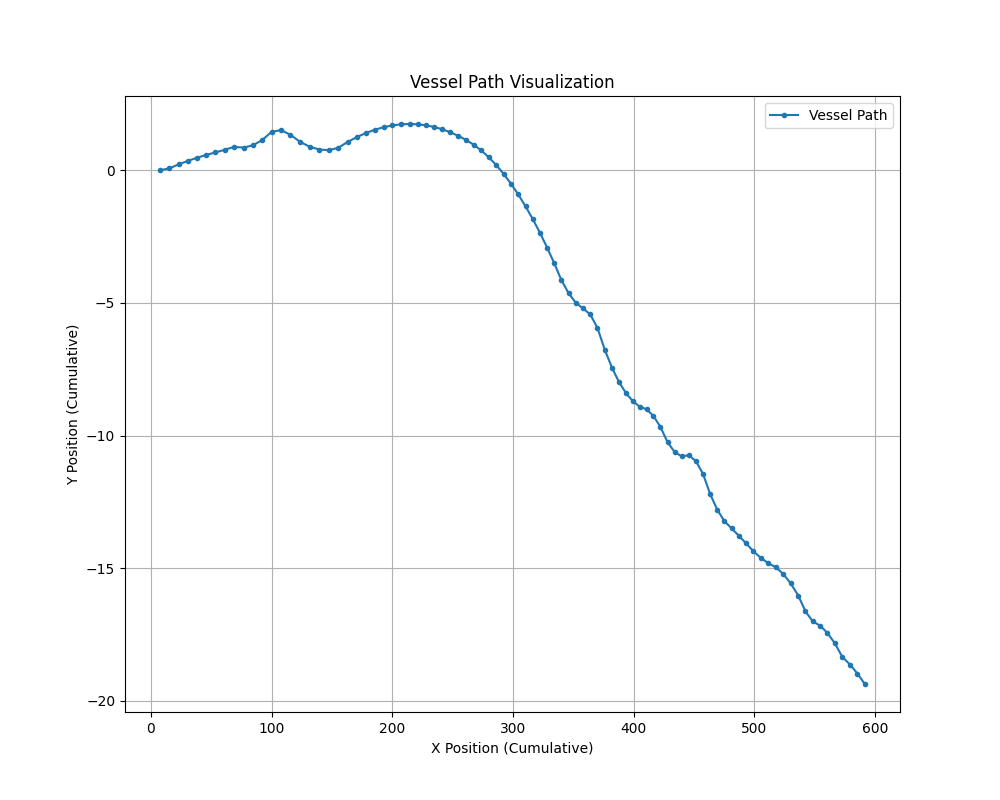 Vessel Path Visualization
Vessel Path
0
−5
−10
−15
−20
Y Position (Cumulative)
0 100 200 300 400 500 600
X Position (Cumulative)